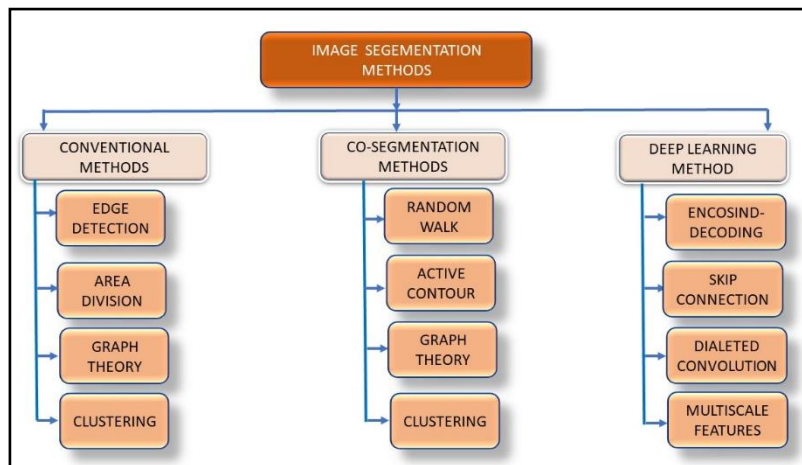 IMAGE SEGEMENTATION
METHODS
CONVENTIONAL
METHODS
EDGE
DETECTION
AREA
DIVISION
GRAPH
THEORY
CLUSTERING
CO-SEGMENTATION
METHODS
RANDOM
WALK
ACTIVE
CONTOUR
GRAPH
THEORY
CLUSTERING
DEEP LEARNING
METHOD
ENCOSIND-
DECODING
SKIP
CONNECTION
DIALETED
CONVOLUTION
MULTISCALE
FEATURES